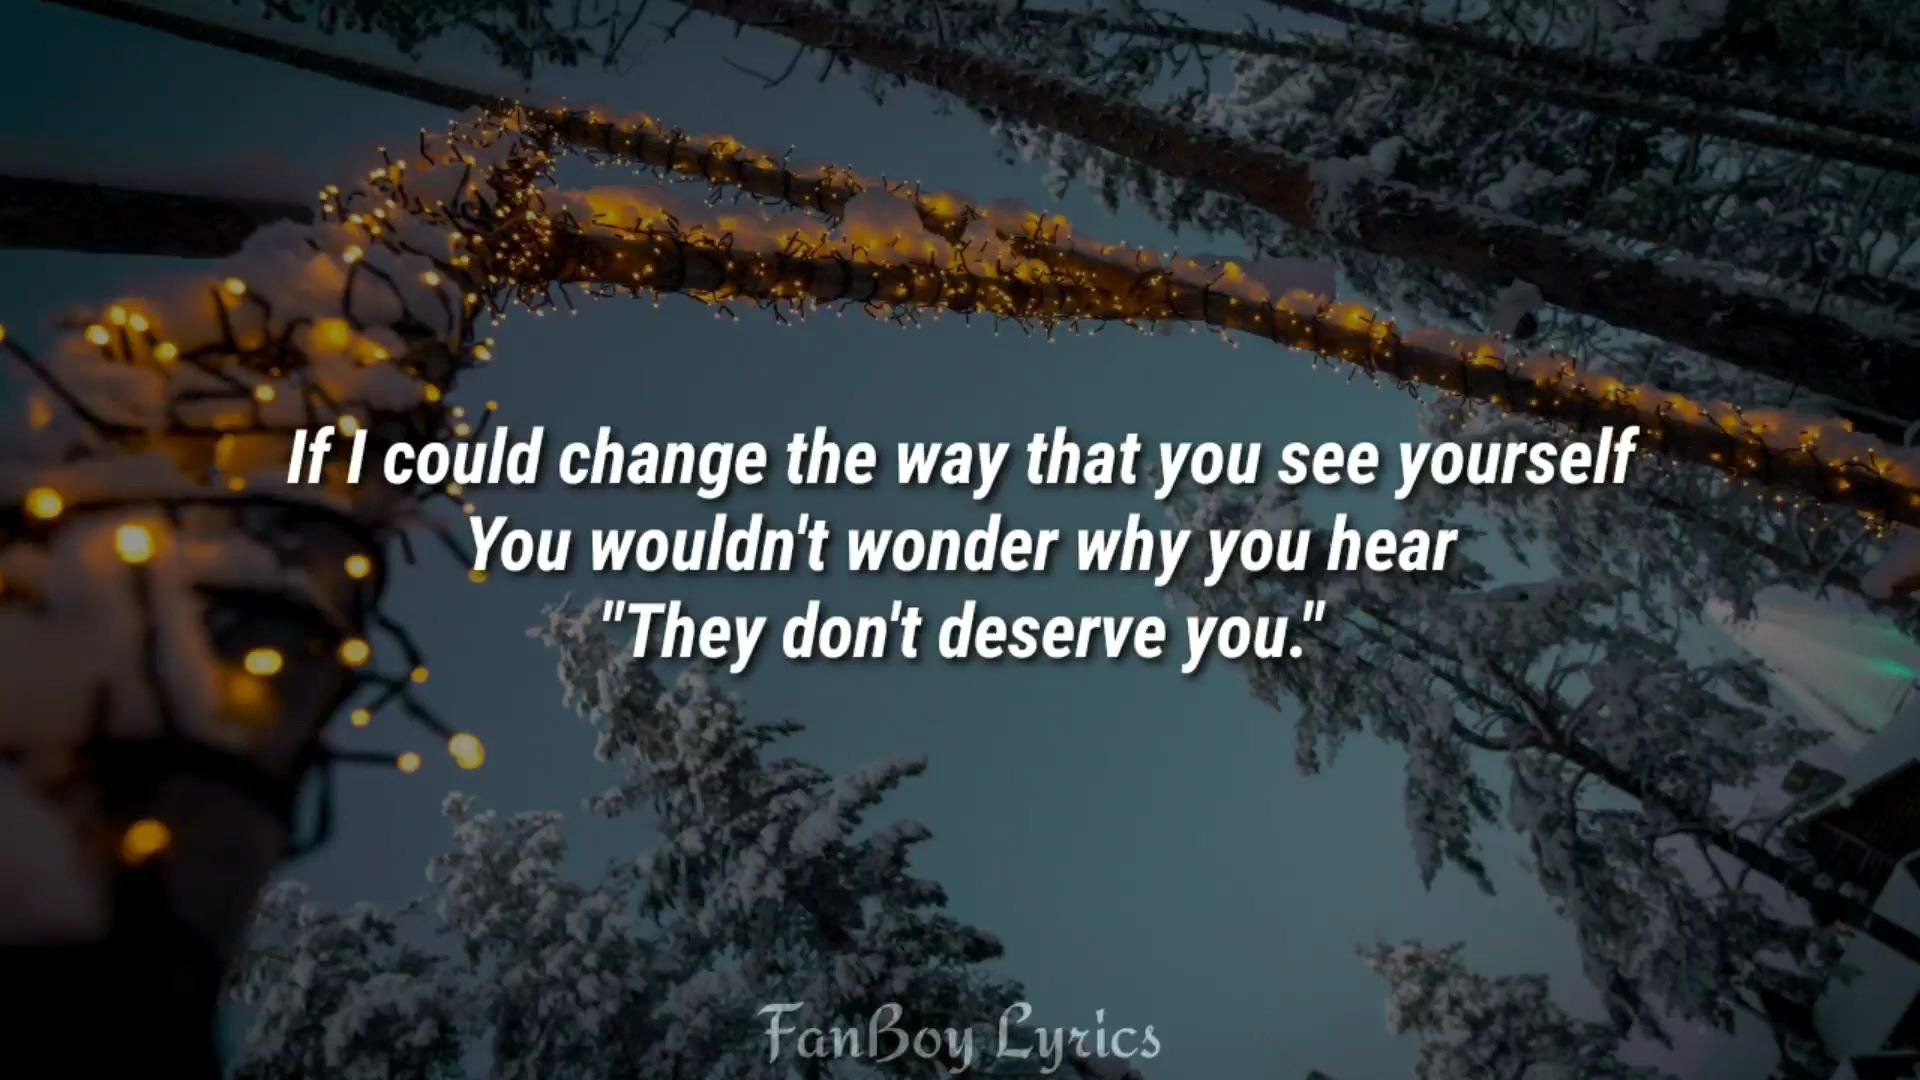 If I could change the way that you see yourself
You wouldn't wonder why you hear
"They don't deserve you."
FanBoy Lyrics